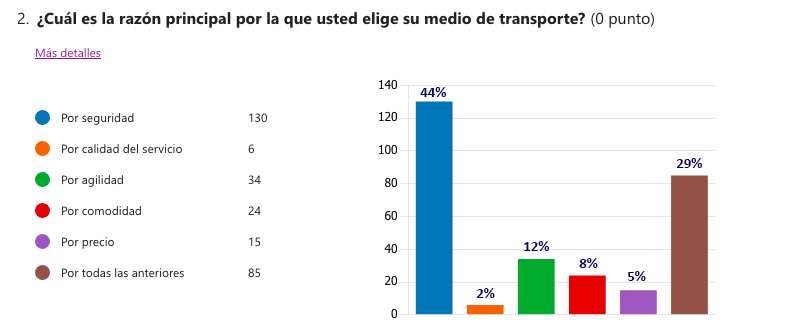 2. ¿Cuál es la razón principal por la que usted elige su medio de transporte? (0 punto)
Más detalles
Por seguridad 130
Por calidad del servicio 6
Por agilidad 34
Por comodidad 24
Por precio 15
Por todas las anteriores 85
140
120
100
80
60
40
20
0
44%
2%
12%
8%
5%
29%